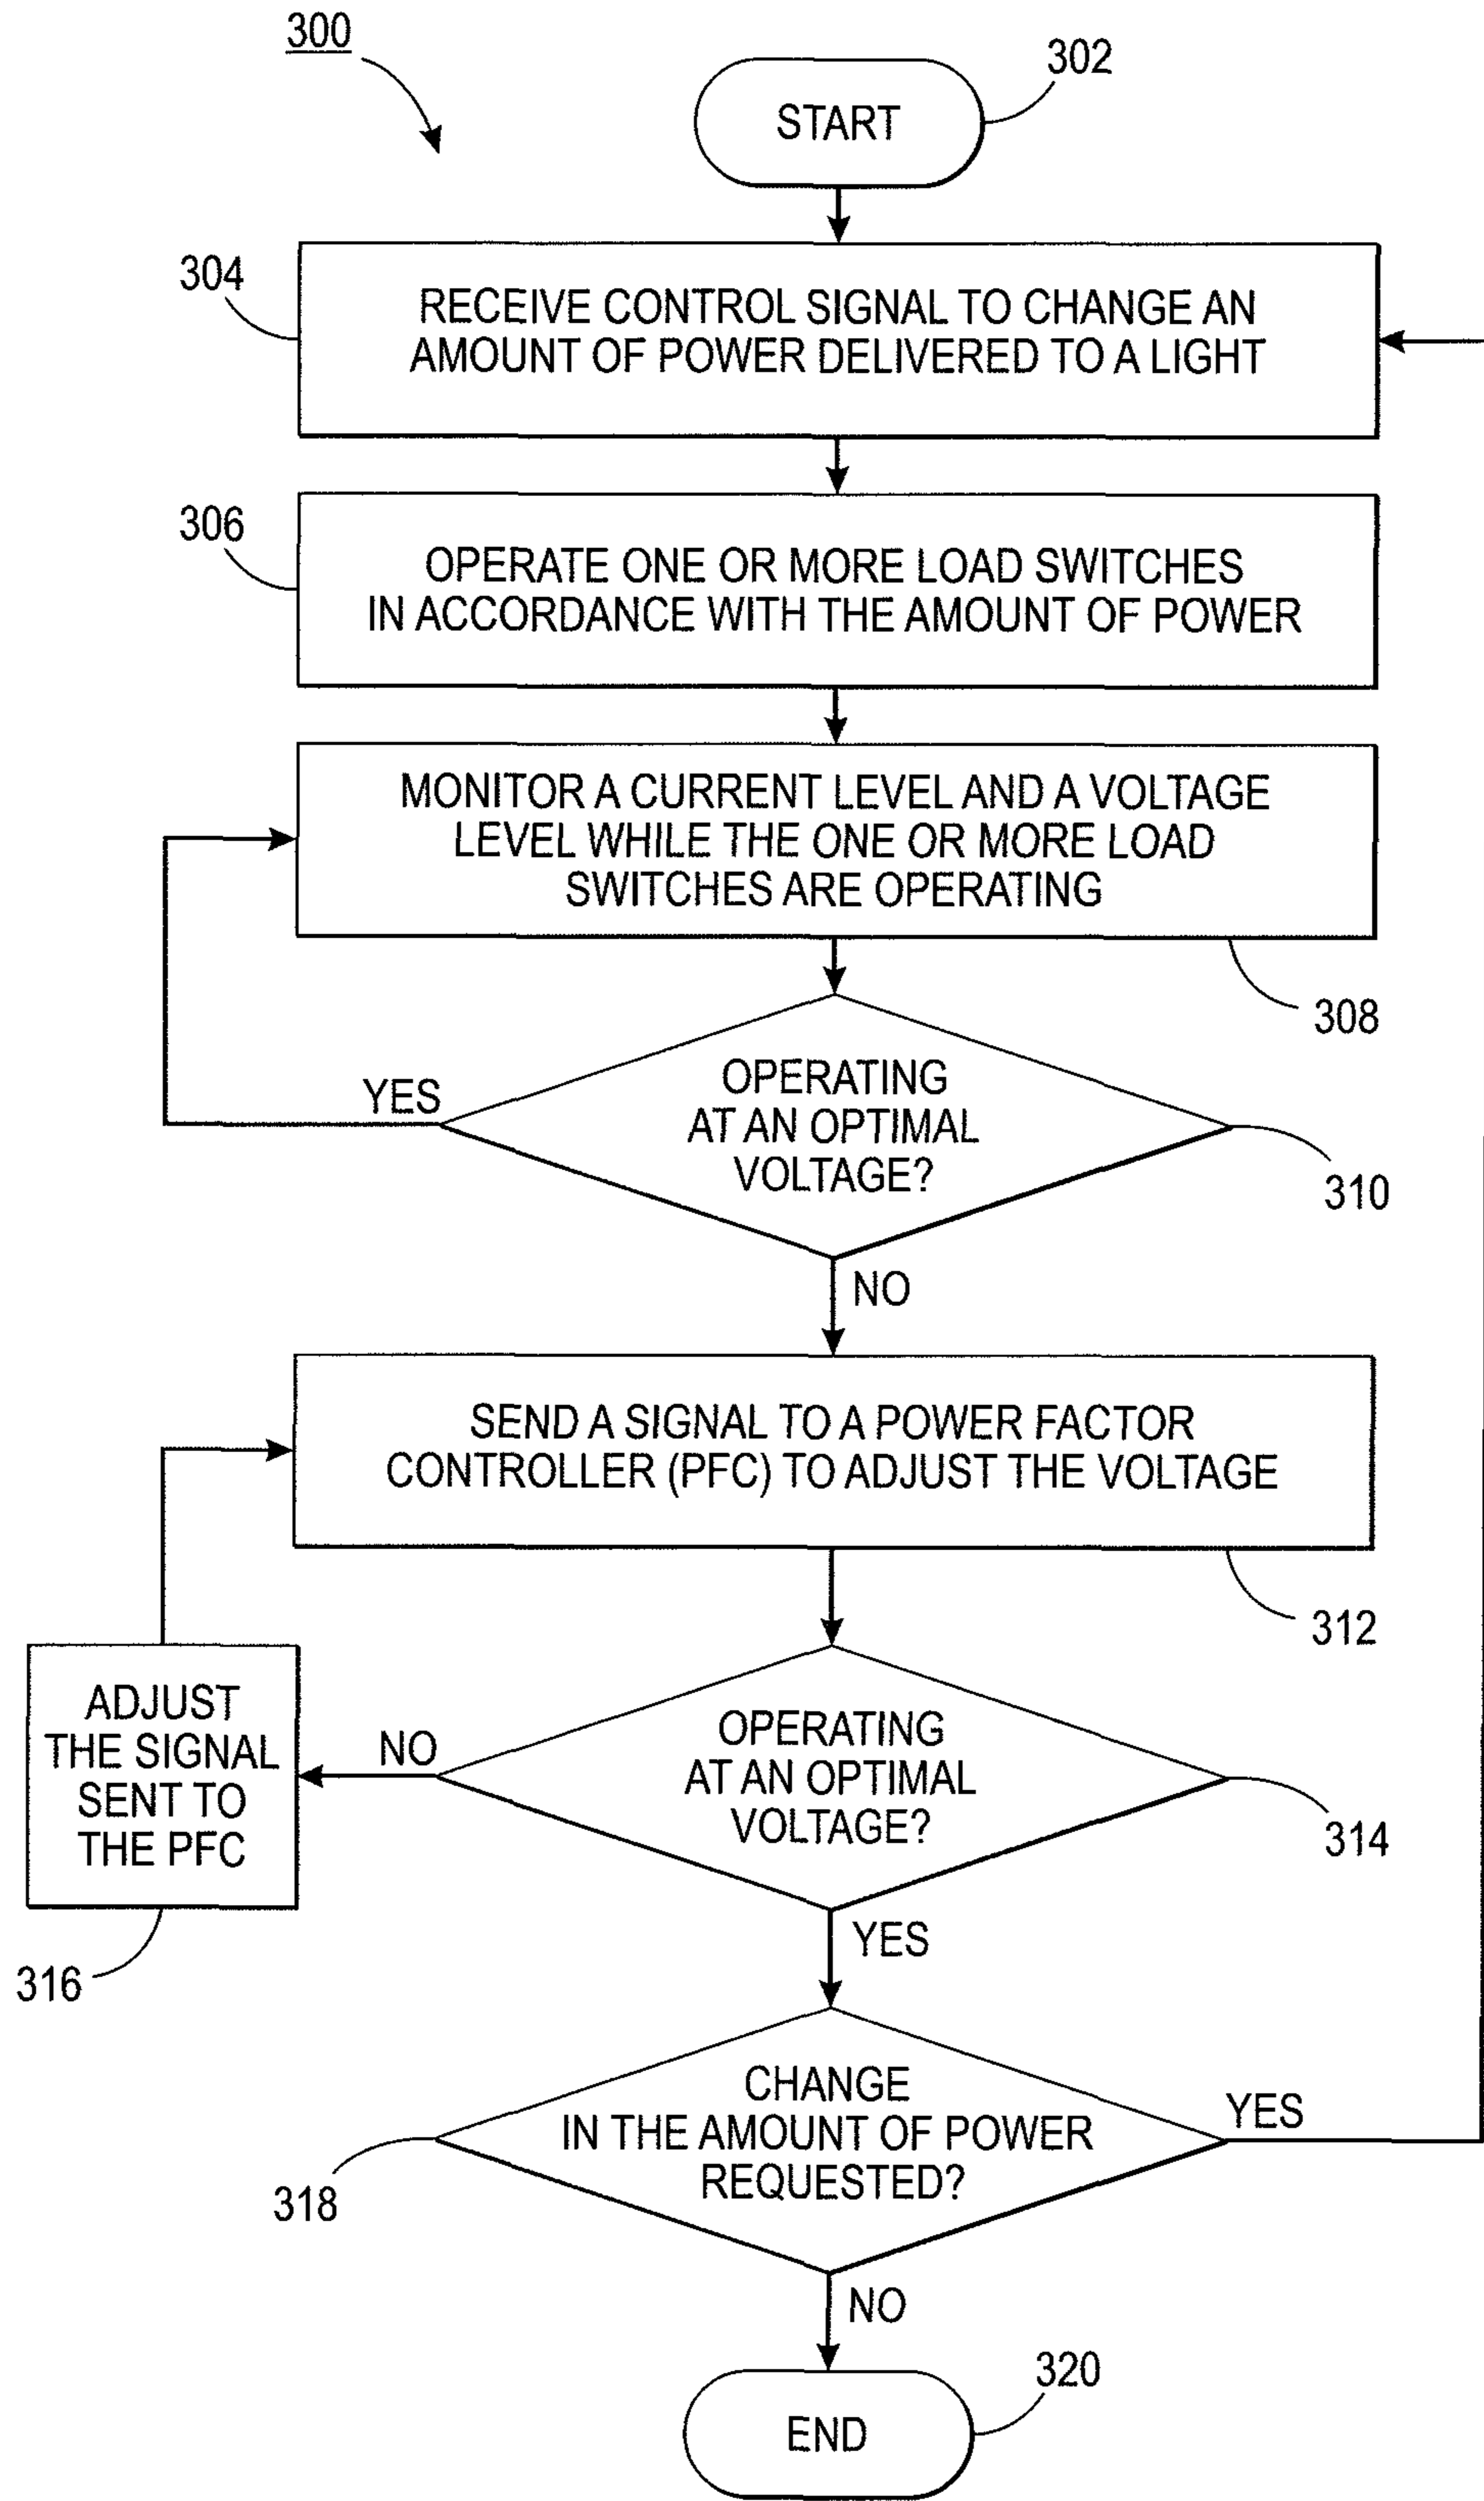 300
302
START
304
RECEIVE CONTROL SIGNAL TO CHANGE AN
AMOUNT OF POWER DELIVERED TO A LIGHT
306
OPERATE ONE OR MORE LOAD SWITCHES
IN ACCORDANCE WITH THE AMOUNT OF POWER
MONITOR A CURRENT LEVEL AND A VOLTAGE
LEVEL WHILE THE ONE OR MORE LOAD
SWITCHES ARE OPERATING
308
YES
OPERATING
AT AN OPTIMAL
VOLTAGE?
310
NO
SEND A SIGNAL TO A POWER FACTOR
CONTROLLER (PFC) TO ADJUST THE VOLTAGE
312
ADJUST
THE SIGNAL
SENT TO
THE PFC
316
NO
OPERATING
AT AN OPTIMAL
VOLTAGE?
314
YES
CHANGE
IN THE AMOUNT OF POWER
REQUESTED?
YES
318
NO
320
END